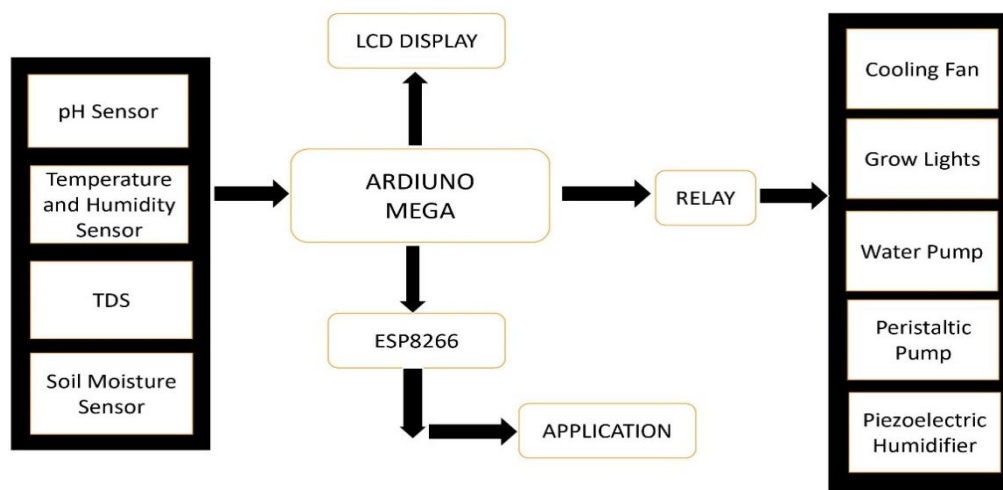 LCD DISPLAY
pH Sensor
Temperature
and Humidity
Sensor
TDS
Soil Moisture
Sensor
ARDIUNO
MEGA
ESP8266
APPLICATION
RELAY
Cooling Fan
Grow Lights
Water Pump
Peristaltic
Pump
Piezoelectric
Humidifier